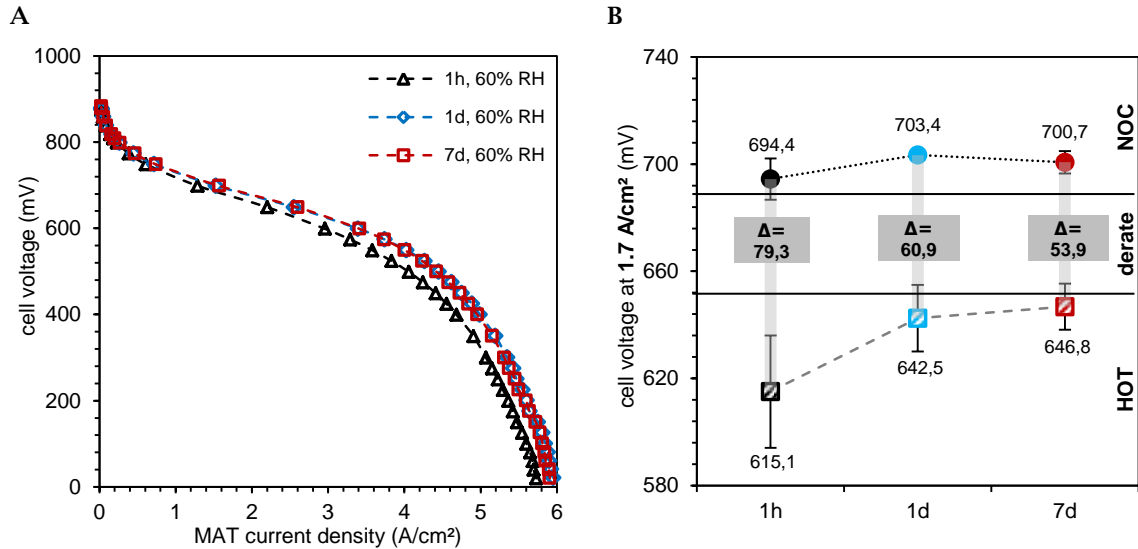 A
1000
800
600
400
200
0
cell voltage (mV)
1h, 60% RH
1d, 60% RH
7d, 60% RH
0 1 2 3 4 5 6
MAT current density (A/cm²)
B
740
700
660
620
580
cell voltage at 1.7 A/cm² (mV)
694,4
703,4
700,7
NOC
Δ=
79,3
Δ=
60,9
Δ=
53,9
derate
615,1
642,5
646,8
HOT
1h 1d 7d